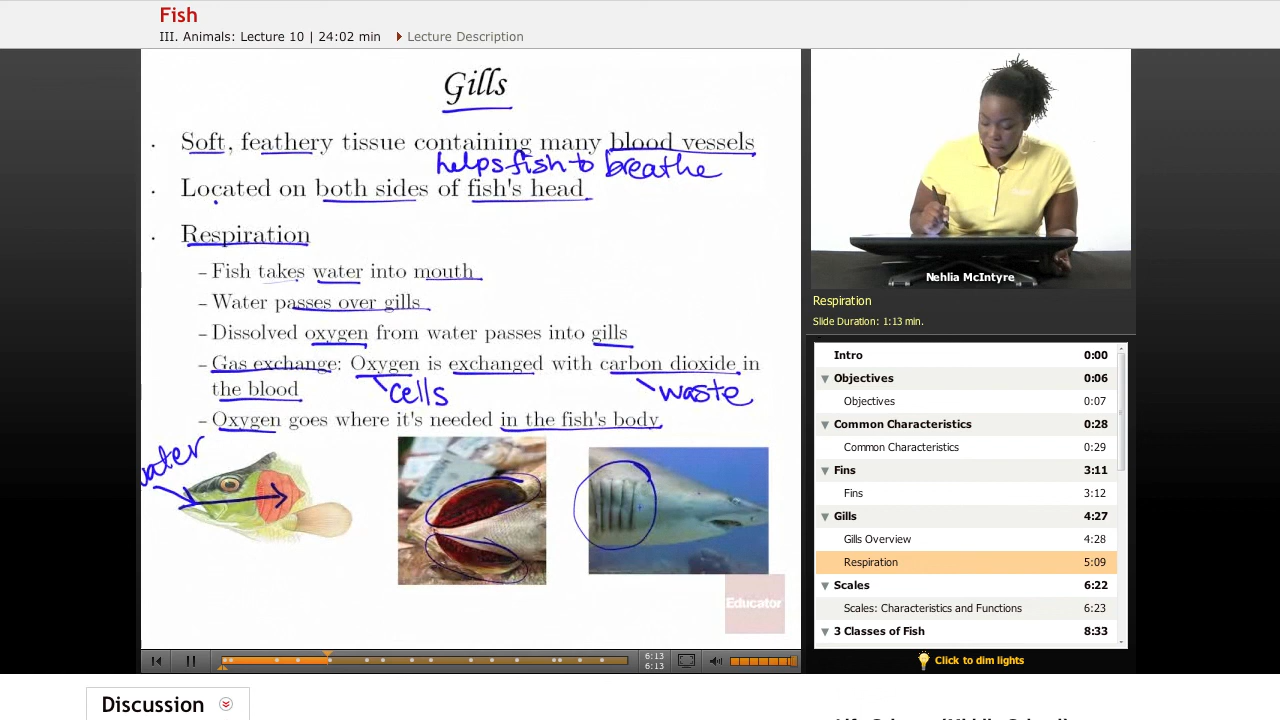 Fish
III. Animals: Lecture 10 | 24:02 min Lecture Description
Gills
· Soft, feathery tissue containing many blood vessels
helps fish to breathe
· Located on both sides of fish's head
· Respiration
– Fish takes water into mouth
– Water passes over gills
– Dissolved oxygen from water passes into gills
– Gas exchange: Oxygen is exchanged with carbon dioxide in
the blood
cells
waste
– Oxygen goes where it's needed in the fish's body
water
Educator
6:13
6:13
Nehlia McIntyre
Respiration
Slide Duration: 1:13 min.
Intro 0:00
Objectives 0:06
Objectives 0:07
Common Characteristics 0:28
Common Characteristics 0:29
Fins 3:11
Fins 3:12
Gills 4:27
Gills Overview 4:28
Respiration 5:09
Scales 6:22
Scales: Characteristics and Functions 6:23
3 Classes of Fish 8:33
Click to dim lights
Discussion